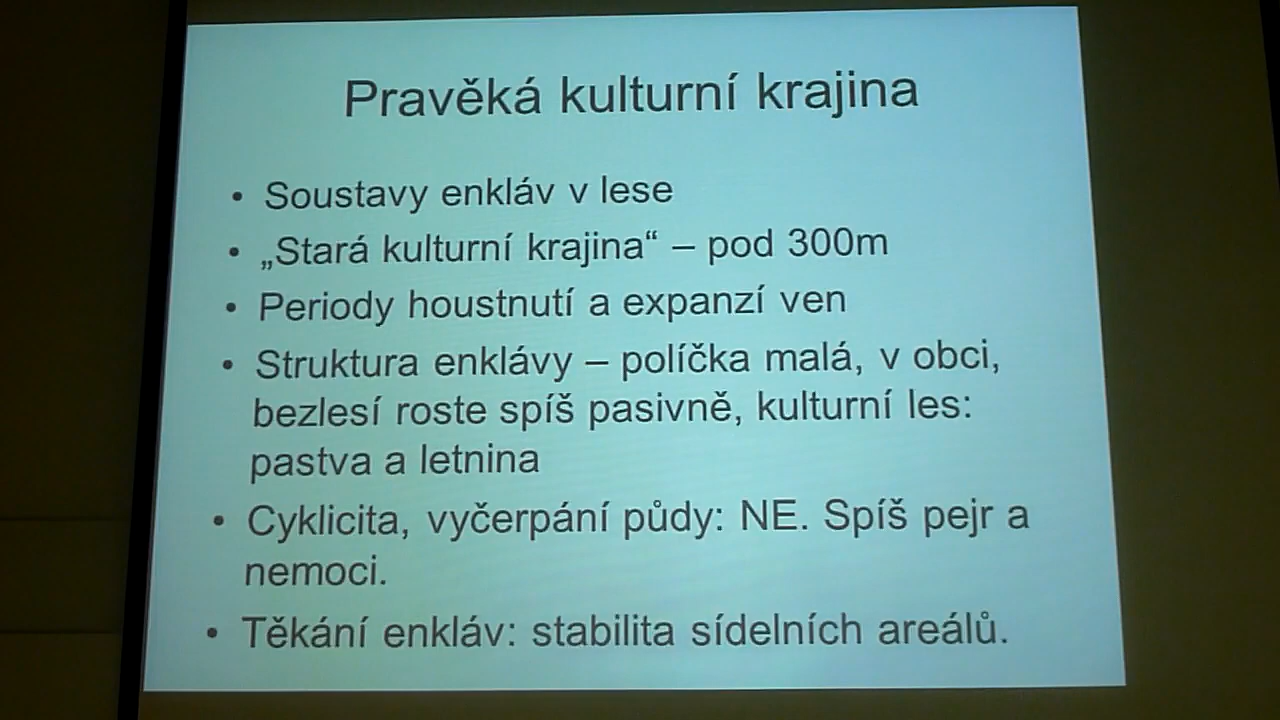 Pravěká kulturní krajina
• Soustavy enkláv v lese
• „Stará kulturní krajina“ – pod 300m
• Periody houstnutí a expanzí ven
• Struktura enklávy – políčka malá, v obci,
bezlesí roste spíš pasivně, kulturní les:
pastva a letnina
• Cyklicita, vyčerpání půdy: NE. Spíš pejr a
nemoci.
• Těkání enkláv: stabilita sídelních areálů.